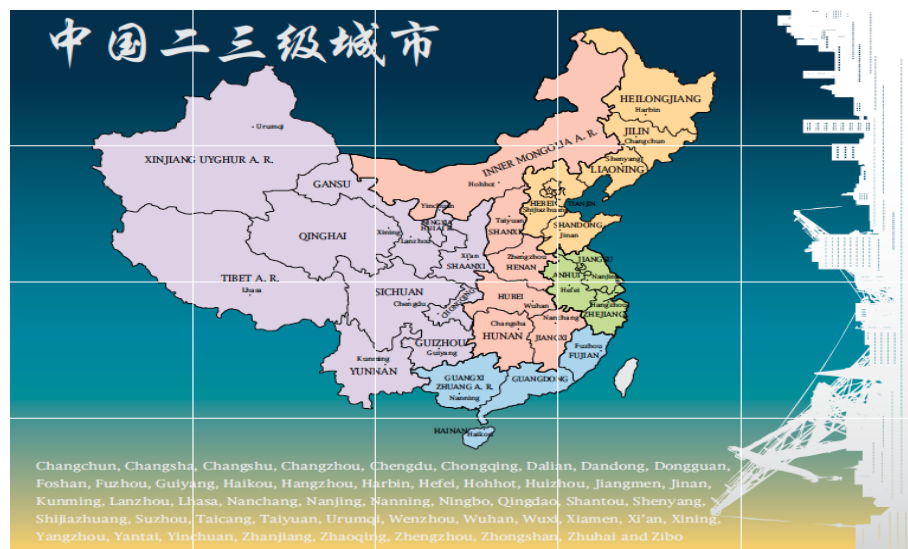 中国二三级城市
HEILONGJIANG
Harbin
JILIN
Changchun
Urumqi
INNER MONGOLIA A. R.
Shenyang
LIAONING
XINJIANG UYGHUR A. R.
GANSU
Hohhot
HEBEI
Shijiazhuang
TIANJIN
Yinchuan
NINGXIA
HUI A. R.
Taiyuan
SHANXI
SHANDONG
Jinan
QINGHAI
Xining
Lanzhou
Xi'an
SHAANXI
Zhengzhou
HENAN
JIANGSU
ANHUI
Nanjing
Hefei
TIBET A. R.
Lhasa
SICHUAN
Chengdu
CHONGQING
HUBEI
Wuhan
Hangzhou
ZHEJIANG
Changsha
HUNAN
Nanchang
JIANGXI
GUIZHOU
Guiyang
Fuzhou
FUJIAN
Kunming
YUNNAN
GUANGXI
ZHUANG A. R.
Nanning
GUANGDONG
HAINAN
Haikou
Changchun, Changsha, Changshu, Changzhou, Chengdu, Chongqing, Dalian, Dandong, Dongguan,
Foshan, Fuzhou, Guiyang, Haikou, Hangzhou, Harbin, Hefei, Hohhot, Huizhou, Jiangmen, Jinan,
Kunming, Lanzhou, Lhasa, Nanchang, Nanjing, Nanning, Ningbo, Qingdao, Shantou, Shenyang,
Shijiazhuang, Suzhou, Taicang, Taiyuan, Urumqi, Wenzhou, Wuhan, Wuxi, Xiamen, Xi'an, Xining,
Yangzhou, Yantai, Yinchuan, Zhanjiang, Zhaoqing, Zhengzhou, Zhongshan, Zhuhai and Zibo